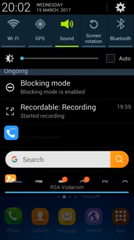 20:02 WEDNESDAY
15 MARCH, 2017
Wi-Fi GPS Sound Screen rotation Bluetooth
Auto
Ongoing
Blocking mode
Blocking mode is enabled
Recordable: Recording 19:59
Started recording
Search
RSA Vodacom